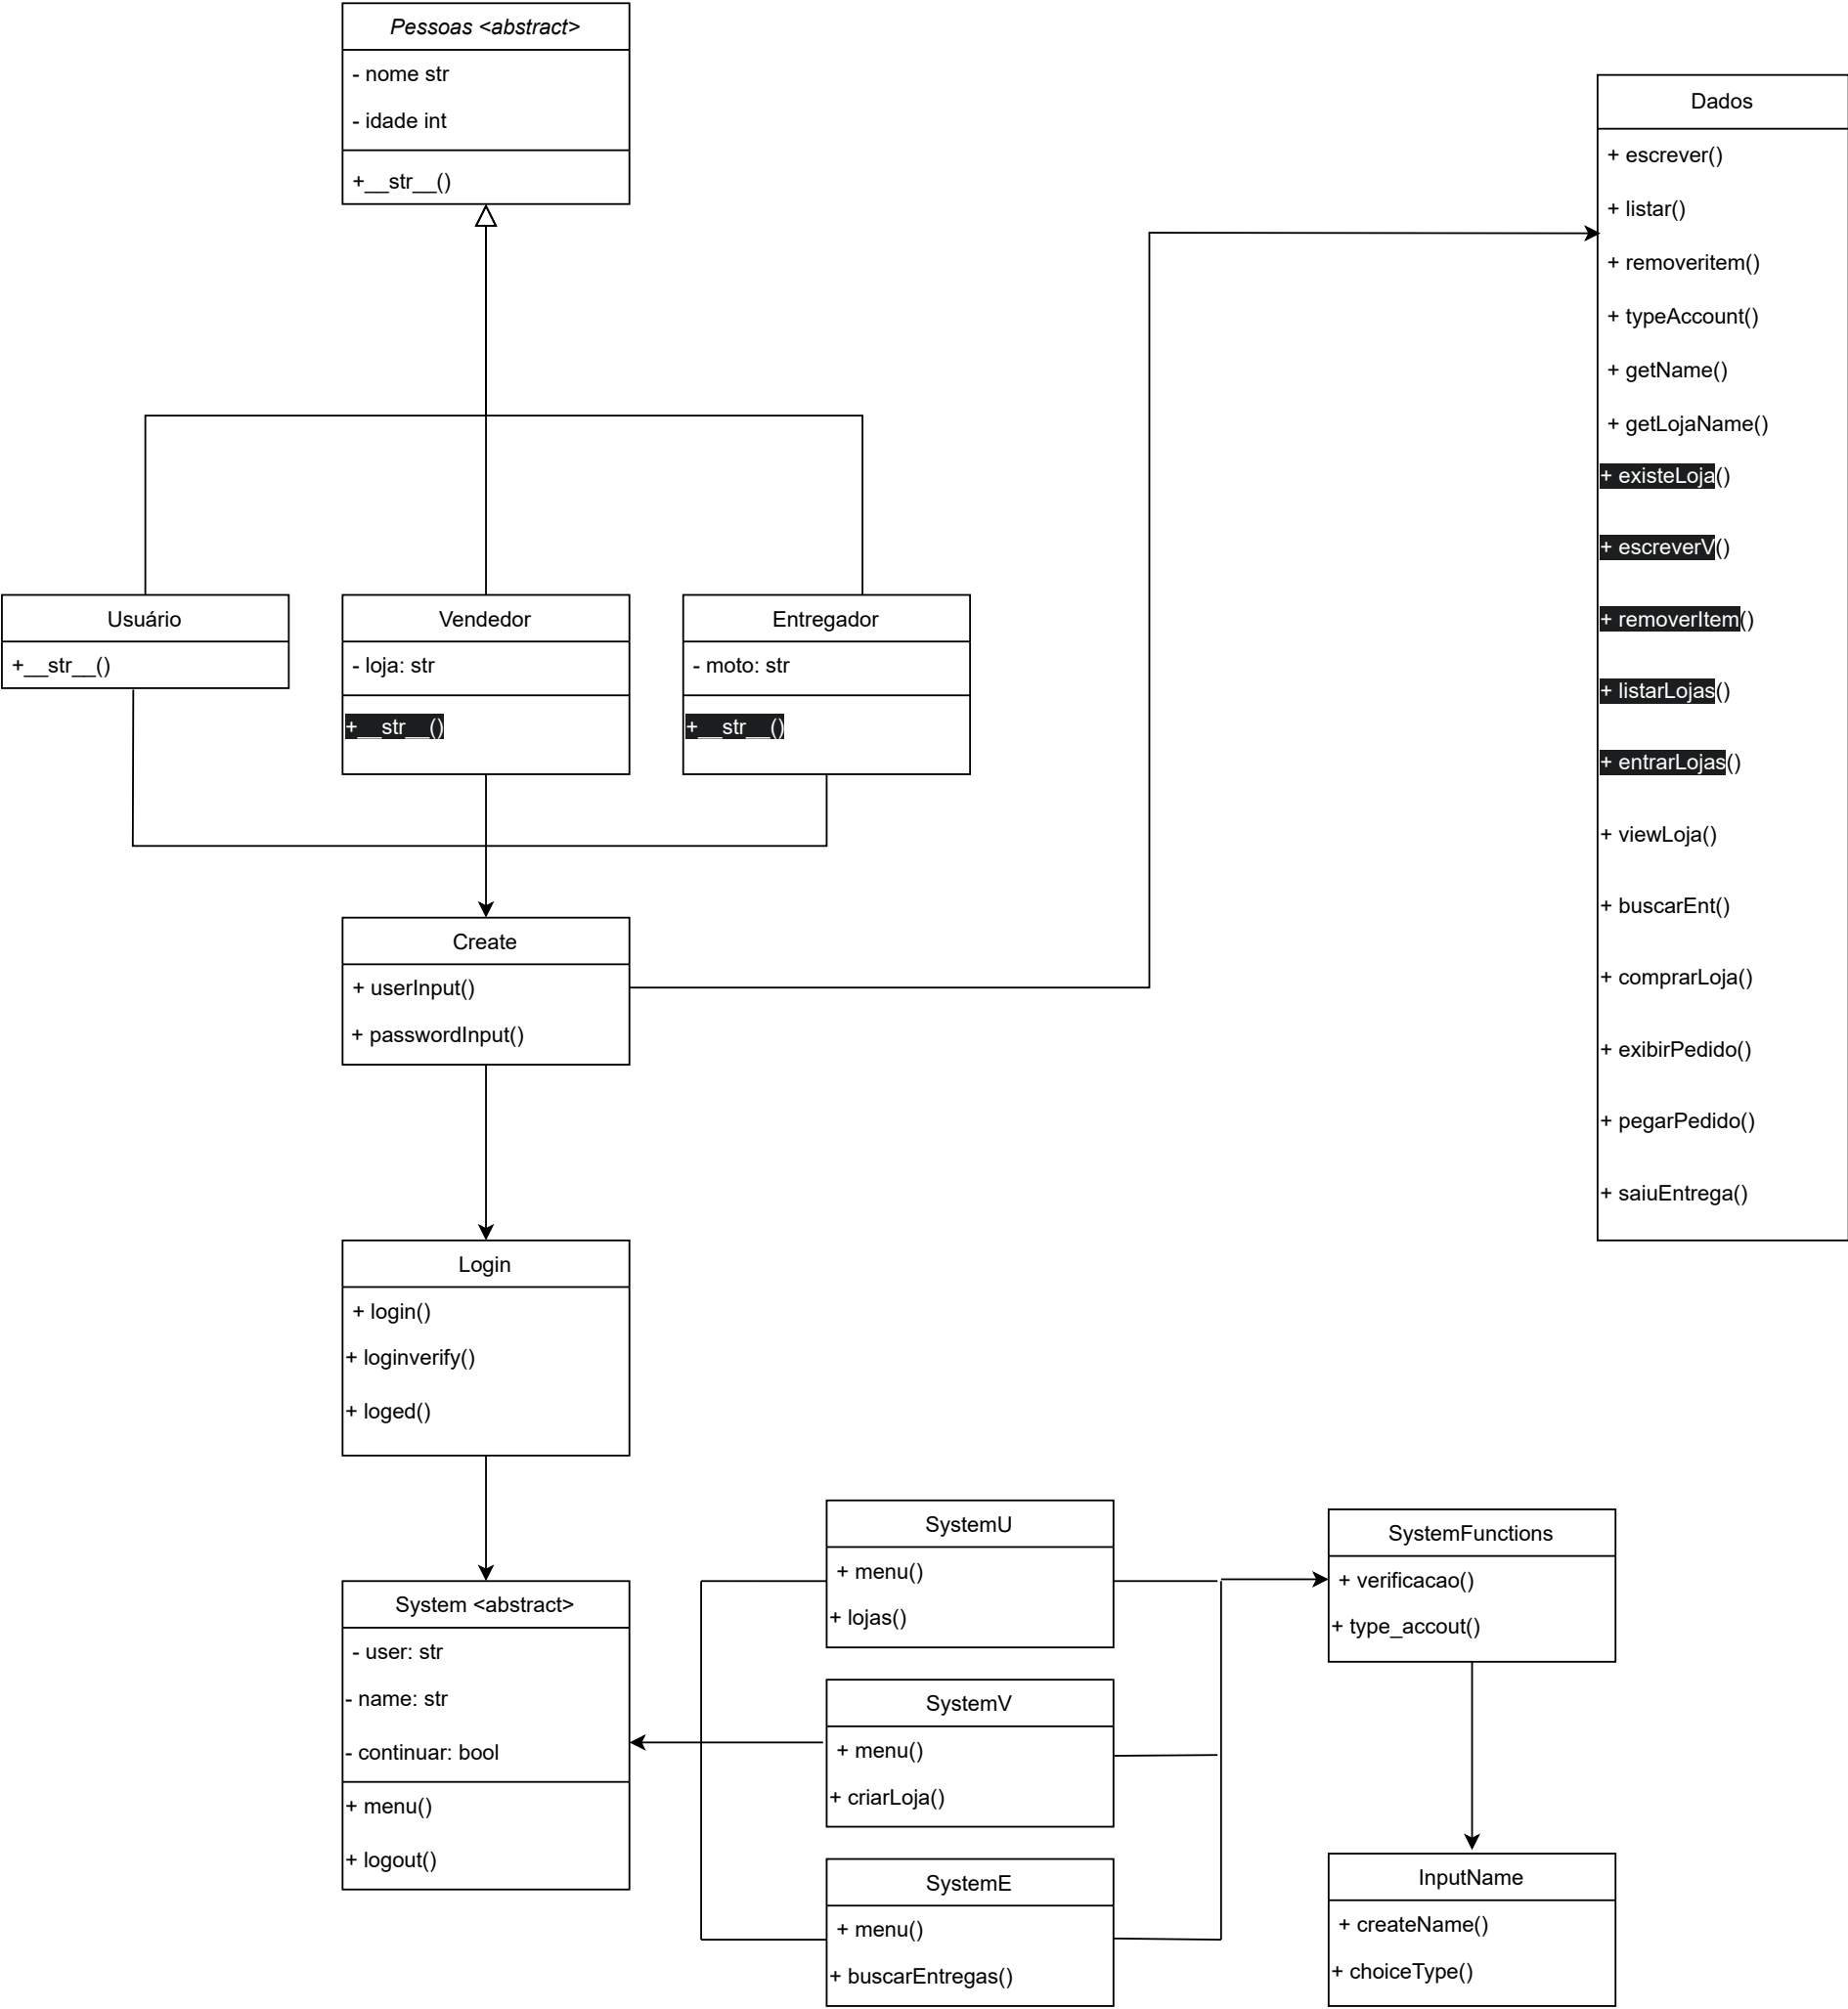 Pessoas <abstract>
- nome str
- idade int
+__str__()
Dados
+ escrever()
+ listar()
+ removeritem()
+ typeAccount()
+ getName()
+ getLojaName()
+ existeLoja()
+ escreverV()
+ removerItem()
+ listarLojas()
+ entrarLojas()
+ viewLoja()
+ buscarEnt()
+ comprarLoja()
+ exibirPedido()
+ pegarPedido()
+ saiuEntrega()
Usuário
+__str__()
Vendedor
- loja: str
+__str__()
Entregador
- moto: str
+__str__()
Create
+ userInput()
+ passwordInput()
Login
+ login()
+ loginverify()
+ loged()
System <abstract>
- user: str
- name: str
- continuar: bool
+ menu()
+ logout()
SystemU
+ menu()
+ lojas()
SystemV
+ menu()
+ criarLoja()
SystemE
+ menu()
+ buscarEntregas()
SystemFunctions
+ verificacao()
+ type_accout()
InputName
+ createName()
+ choiceType()